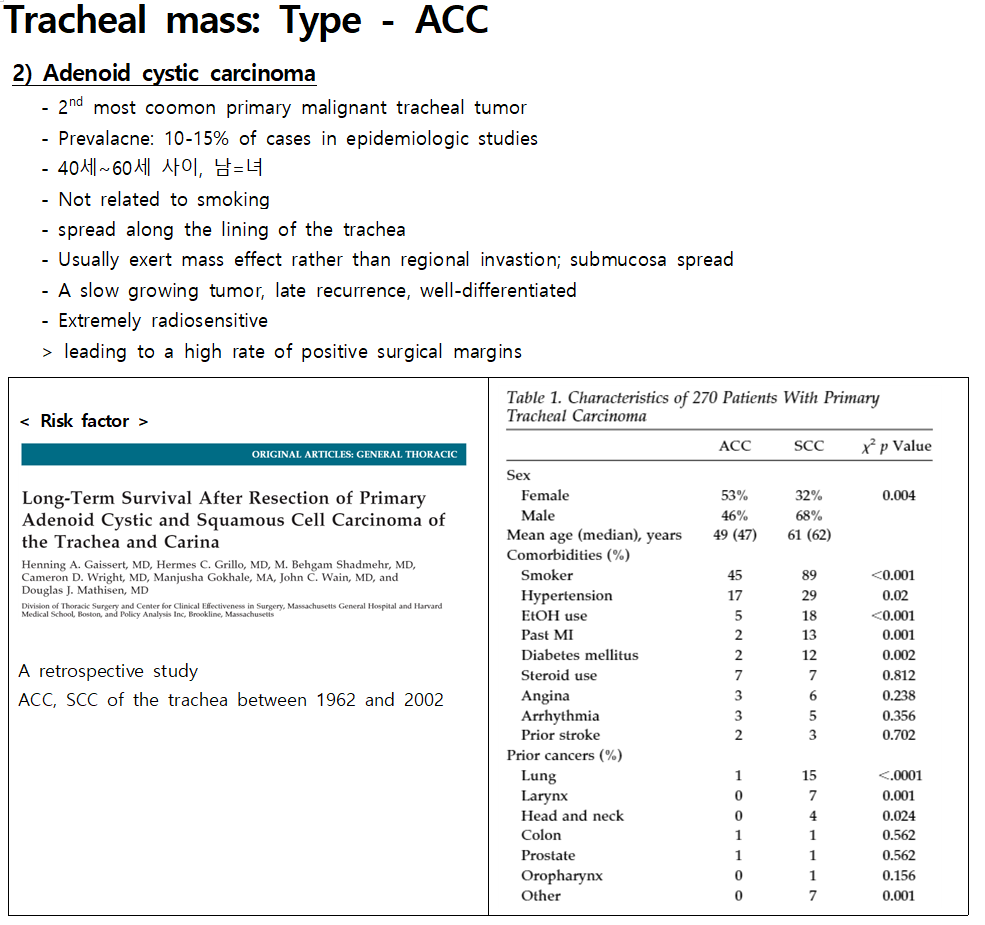 Tracheal mass: Type - ACC
2) Adenoid cystic carcinoma
- 2nd most coomon primary malignant tracheal tumor
- Prevalacne: 10-15% of cases in epidemiologic studies
- 40세~60세 사이, 남=녀
- Not related to smoking
- spread along the lining of the trachea
- Usually exert mass effect rather than regional invastion; submucosa spread
- A slow growing tumor, late recurrence, well-differentiated
- Extremely radiosensitive
> leading to a high rate of positive surgical margins
< Risk factor >
ORIGINAL ARTICLES: GENERAL THORACIC
Long-Term Survival After Resection of Primary
Adenoid Cystic and Squamous Cell Carcinoma of
the Trachea and Carina
Henning A. Gaissert, MD, Hermes C. Grillo, MD, M. Behgam Shadmehr, MD,
Cameron D. Wright, MD, Manjusha Gokhale, MA, John C. Wain, MD, and
Douglas J. Mathisen, MD
Division of Thoracic Surgery and Center for Clinical Effectiveness in Surgery, Massachusetts General Hospital and Harvard
Medical School, Boston, and Policy Analysis Inc, Brookline, Massachusetts
A retrospective study
ACC, SCC of the trachea between 1962 and 2002
Table 1. Characteristics of 270 Patients With Primary
Tracheal Carcinoma
ACC SCC χ² p Value
Sex
Female 53% 32% 0.004
Male 46% 68%
Mean age (median), years 49 (47) 61 (62)
Comorbidities (%)
Smoker 45 89 <0.001
Hypertension 17 29 0.02
EtOH use 5 18 <0.001
Past MI 2 13 0.001
Diabetes mellitus 2 12 0.002
Steroid use 7 7 0.812
Angina 3 6 0.238
Arrhythmia 3 5 0.356
Prior stroke 2 3 0.702
Prior cancers (%)
Lung 1 15 <.0001
Larynx 0 7 0.001
Head and neck 0 4 0.024
Colon 1 1 0.562
Prostate 1 1 0.562
Oropharynx 0 1 0.156
Other 0 7 0.001